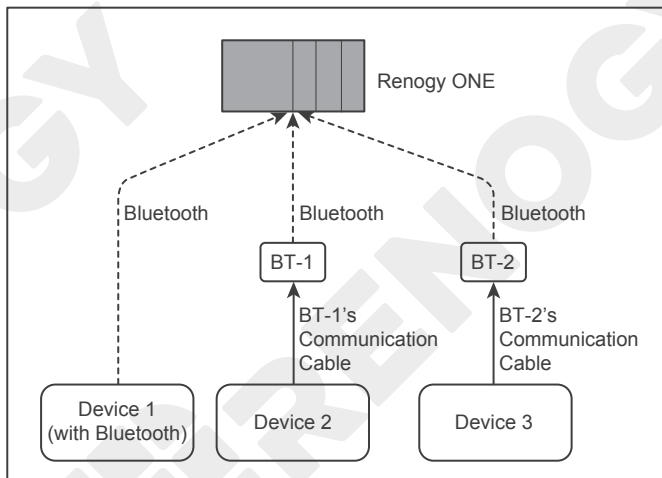 Renogy ONE
Bluetooth
Bluetooth
Bluetooth
BT-1
BT-2
BT-1's
Communication
Cable
BT-2's
Communication
Cable
Device 1
(with Bluetooth)
Device 2
Device 3
RENOGY